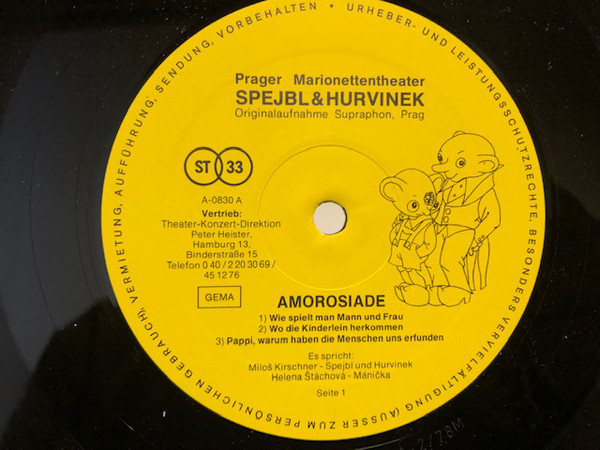 URHEBER- UND LEISTUNGSSCHUTZRECHTE, BESONDERS VERVIELFÄLTIGUNG (AUSSER ZUM PERSÖNLICHEN GEBRAUCH), VERMIETUNG, AUFFÜHRUNG, SENDUNG, VORBEHALTEN •
Prager Marionettentheater
SPEJBL & HURVINEK
Originalaufnahme Supraphon, Prag
ST 33
A-0830 A
Vertrieb:
Theater-Konzert-Direktion
Peter Heister,
Hamburg 13,
Binderstraße 15
Telefon 0 40 / 2 20 30 69 /
45 12 76
GEMA
AMOROSIADE
1) Wie spielt man Mann und Frau
2) Wo die Kinderlein herkommen
3) Pappi, warum haben die Menschen uns erfunden
Es spricht:
Miloš Kirschner - Spejbl und Hurvinek
Helena Štáchová - Mánička
Seite 1